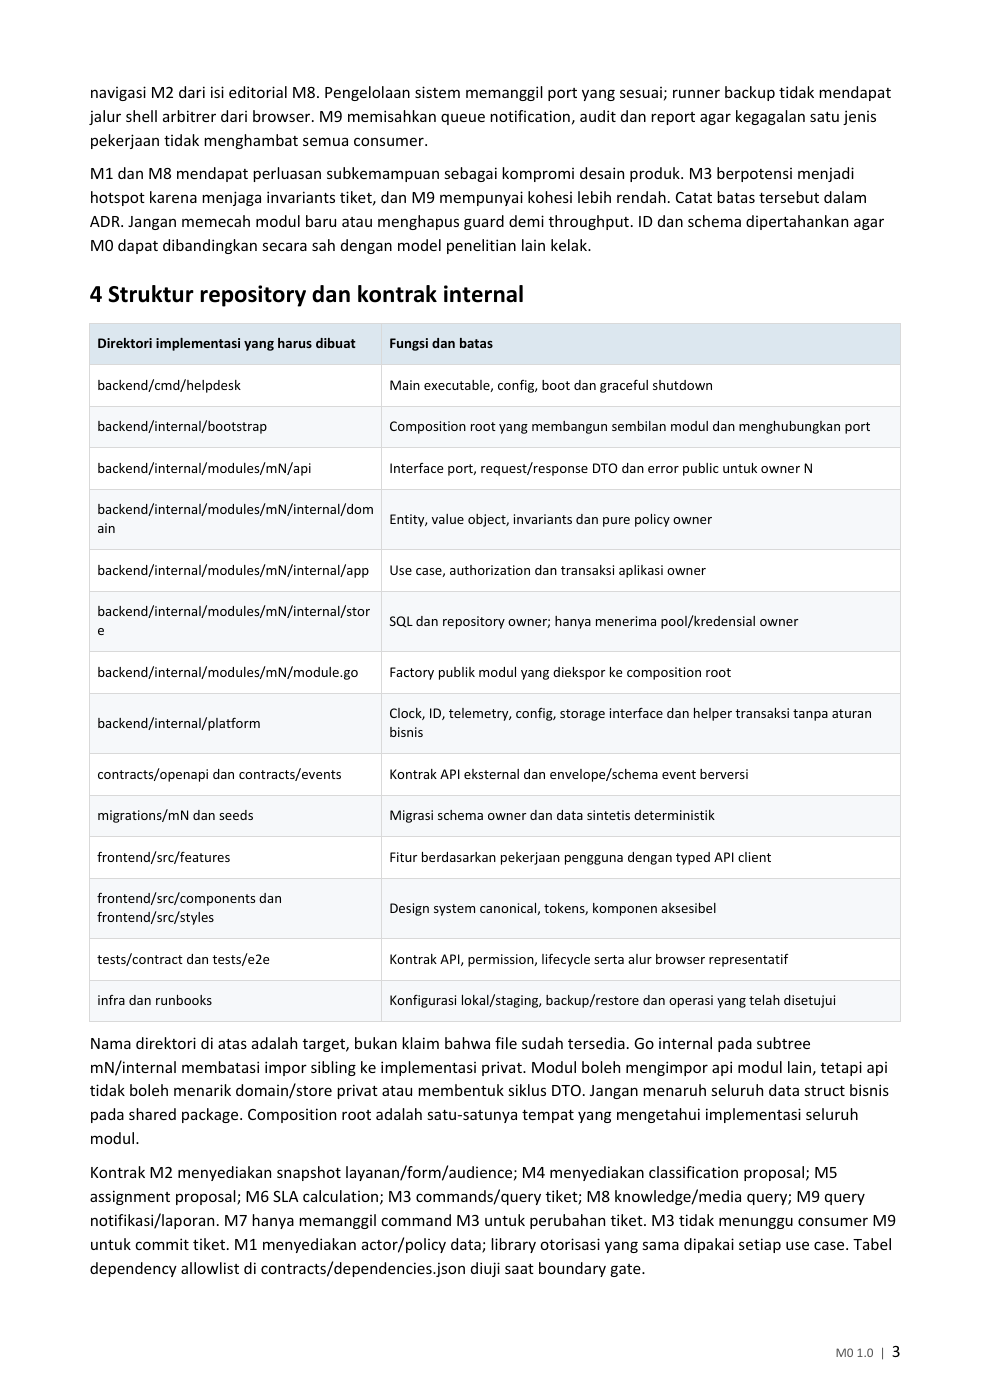 navigasi M2 dari isi editorial M8. Pengelolaan sistem memanggil port yang sesuai; runner backup tidak mendapat
jalur shell arbitrer dari browser. M9 memisahkan queue notification, audit dan report agar kegagalan satu jenis
pekerjaan tidak menghambat semua consumer.
M1 dan M8 mendapat perluasan subkemampuan sebagai kompromi desain produk. M3 berpotensi menjadi
hotspot karena menjaga invariants tiket, dan M9 mempunyai kohesi lebih rendah. Catat batas tersebut dalam
ADR. Jangan memecah modul baru atau menghapus guard demi throughput. ID dan schema dipertahankan agar
M0 dapat dibandingkan secara sah dengan model penelitian lain kelak.
4 Struktur repository dan kontrak internal
Direktori implementasi yang harus dibuat
Fungsi dan batas
backend/cmd/helpdesk
Main executable, config, boot dan graceful shutdown
backend/internal/bootstrap
Composition root yang membangun sembilan modul dan menghubungkan port
backend/internal/modules/mN/api
Interface port, request/response DTO dan error public untuk owner N
backend/internal/modules/mN/internal/dom
ain
Entity, value object, invariants dan pure policy owner
backend/internal/modules/mN/internal/app
Use case, authorization dan transaksi aplikasi owner
backend/internal/modules/mN/internal/stor
e
SQL dan repository owner; hanya menerima pool/kredensial owner
backend/internal/modules/mN/module.go
Factory publik modul yang diekspor ke composition root
backend/internal/platform
Clock, ID, telemetry, config, storage interface dan helper transaksi tanpa aturan
bisnis
contracts/openapi dan contracts/events
Kontrak API eksternal dan envelope/schema event berversi
migrations/mN dan seeds
Migrasi schema owner dan data sintetis deterministik
frontend/src/features
Fitur berdasarkan pekerjaan pengguna dengan typed API client
frontend/src/components dan
frontend/src/styles
Design system canonical, tokens, komponen aksesibel
tests/contract dan tests/e2e
Kontrak API, permission, lifecycle serta alur browser representatif
infra dan runbooks
Konfigurasi lokal/staging, backup/restore dan operasi yang telah disetujui
Nama direktori di atas adalah target, bukan klaim bahwa file sudah tersedia. Go internal pada subtree
mN/internal membatasi impor sibling ke implementasi privat. Modul boleh mengimpor api modul lain, tetapi api
tidak boleh menarik domain/store privat atau membentuk siklus DTO. Jangan menaruh seluruh data struct bisnis
pada shared package. Composition root adalah satu-satunya tempat yang mengetahui implementasi seluruh
modul.
Kontrak M2 menyediakan snapshot layanan/form/audience; M4 menyediakan classification proposal; M5
assignment proposal; M6 SLA calculation; M3 commands/query tiket; M8 knowledge/media query; M9 query
notifikasi/laporan. M7 hanya memanggil command M3 untuk perubahan tiket. M3 tidak menunggu consumer M9
untuk commit tiket. M1 menyediakan actor/policy data; library otorisasi yang sama dipakai setiap use case. Tabel
dependency allowlist di contracts/dependencies.json diuji saat boundary gate.
M0 1.0 | 3